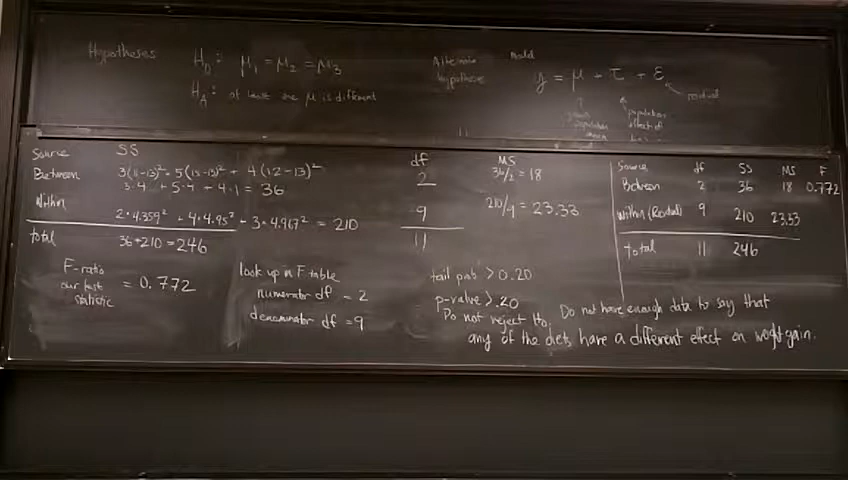 Hypotheses H₀: μ₁ = μ₂ = μ₃
H_A: at least one μ is different
Alternate
hypothesis
Model
y = μ + τ + ε
residual
population
population
effect of
mean
Source SS df MS
Between 3(11-13)² + 5(15-13)² + 4(12-13)² 2 36/2 = 18
3·4 + 5·4 + 4·1 = 36
Within 2·4.359² + 4·4.95² + 3·4.967² = 210 9 210/9 = 23.33
Total 36+210 = 246 11
Source df SS MS F
Between 2 36 18 0.772
Within (Residual) 9 210 23.33
Total 11 246
F-ratio
our test
statistic
= 0.772
look up in F table
numerator df = 2
denominator df = 9
tail prob > 0.20
p-value > .20
Do not reject H₀. Do not have enough data to say that
any of the diets have a different effect on weight gain.